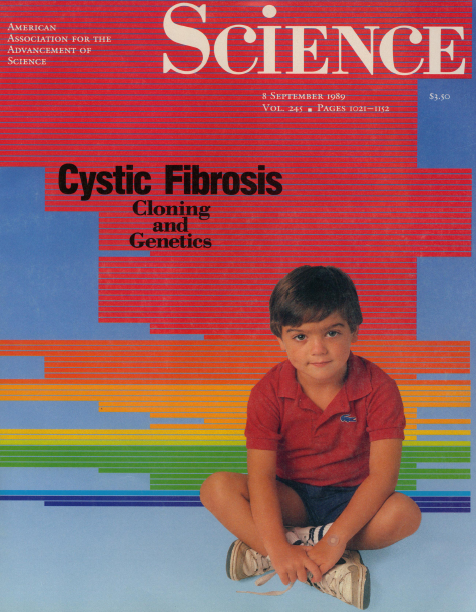 American
Association for the
Advancement of
Science
SCiENCE
8 September 1989
Vol. 245 ■ Pages 1021–1152
$3.50
Cystic Fibrosis
Cloning
and
Genetics